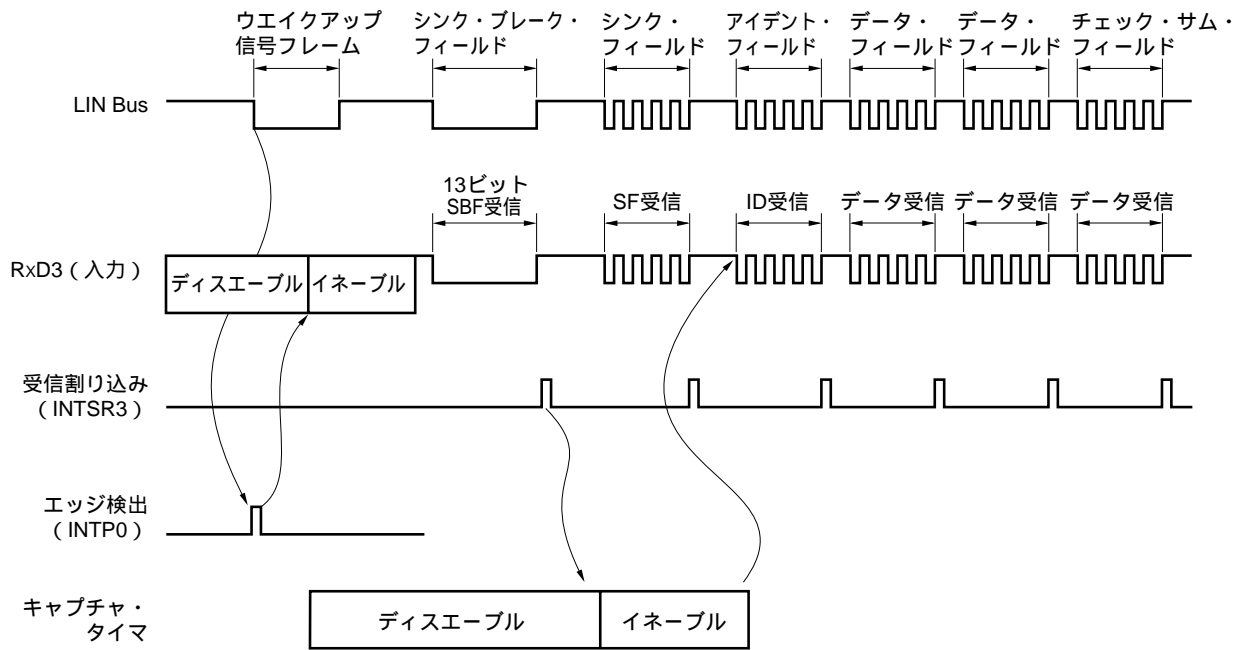 ウエイクアップ
信号フレーム
シンク・ブレーク・
フィールド
シンク・
フィールド
アイデント・
フィールド
データ・
フィールド
データ・
フィールド
チェック・サム・
フィールド
LIN Bus
13ビット
SBF受信
SF受信
ID受信
データ受信
データ受信
データ受信
RxD3（入力）
ディスエーブル
イネーブル
受信割り込み
（INTSR3）
エッジ検出
（INTP0）
キャプチャ・
タイマ
ディスエーブル
イネーブル